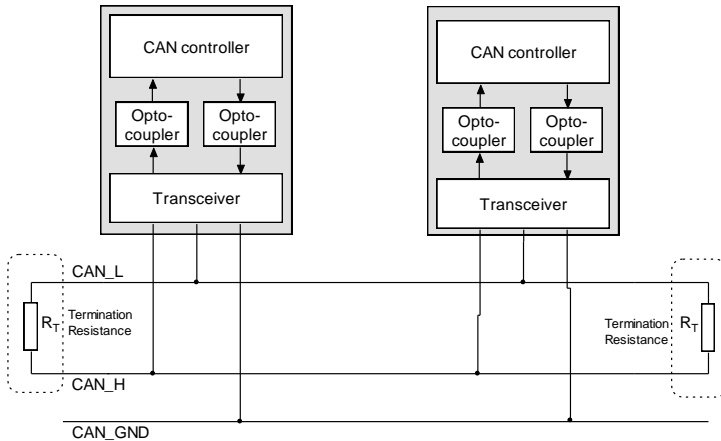 CAN controller
CAN controller
Opto-
coupler
Opto-
coupler
Opto-
coupler
Opto-
coupler
Transceiver
Transceiver
CAN_L
RT
Termination
Resistance
Termination
Resistance
RT
CAN_H
CAN_GND